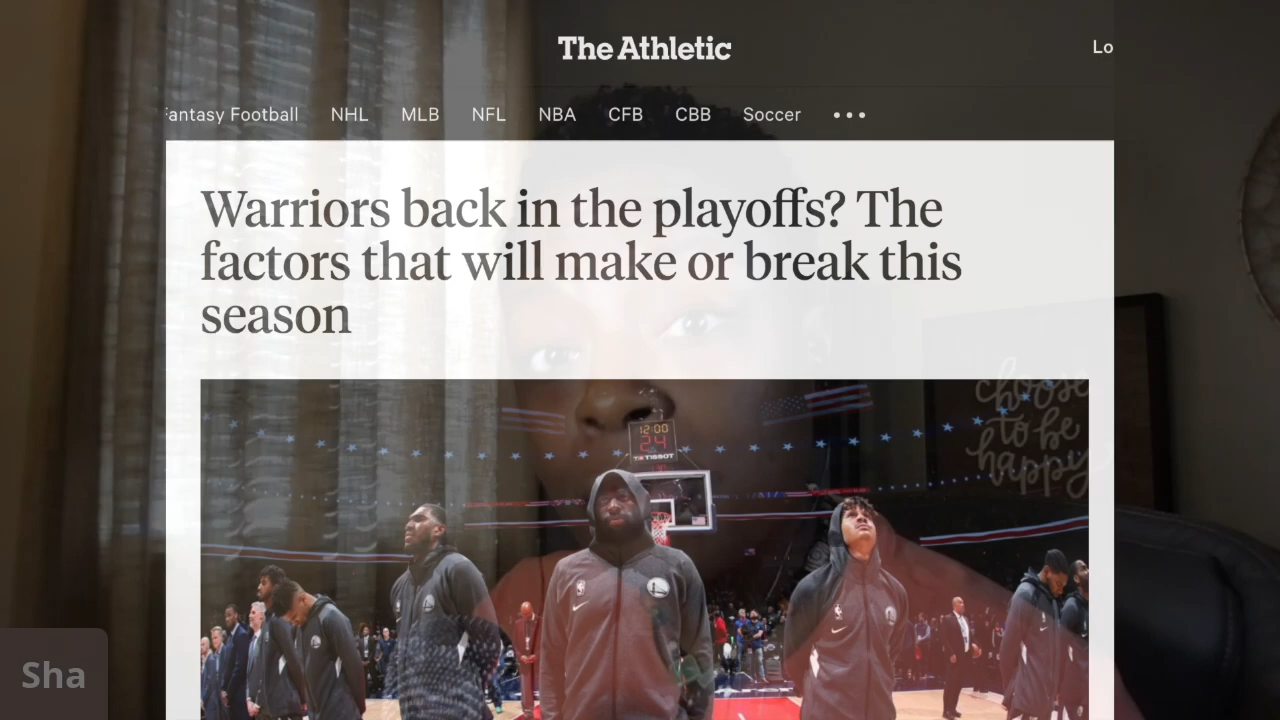 The Athletic
Lo
Fantasy Football NHL MLB NFL NBA CFB CBB Soccer •••
Warriors back in the playoffs? The
factors that will make or break this
season
choose
to be
happy
12:00
24
TISSOT
Sha